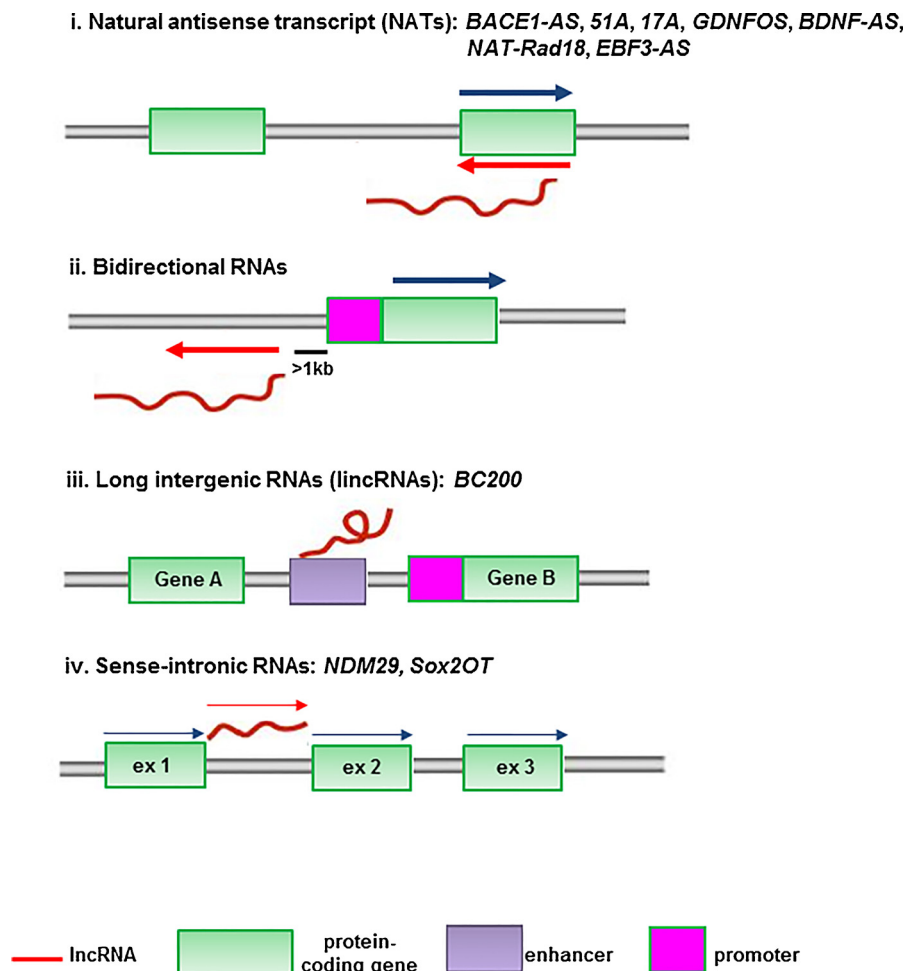 i. Natural antisense transcript (NATs): BACE1-AS, 51A, 17A, GDNFOS, BDNF-AS,
NAT-Rad18, EBF3-AS
ii. Bidirectional RNAs
>1kb
iii. Long intergenic RNAs (lincRNAs): BC200
Gene A
Gene B
iv. Sense-intronic RNAs: NDM29, Sox2OT
ex 1
ex 2
ex 3
lncRNA
protein-
coding gene
enhancer
promoter